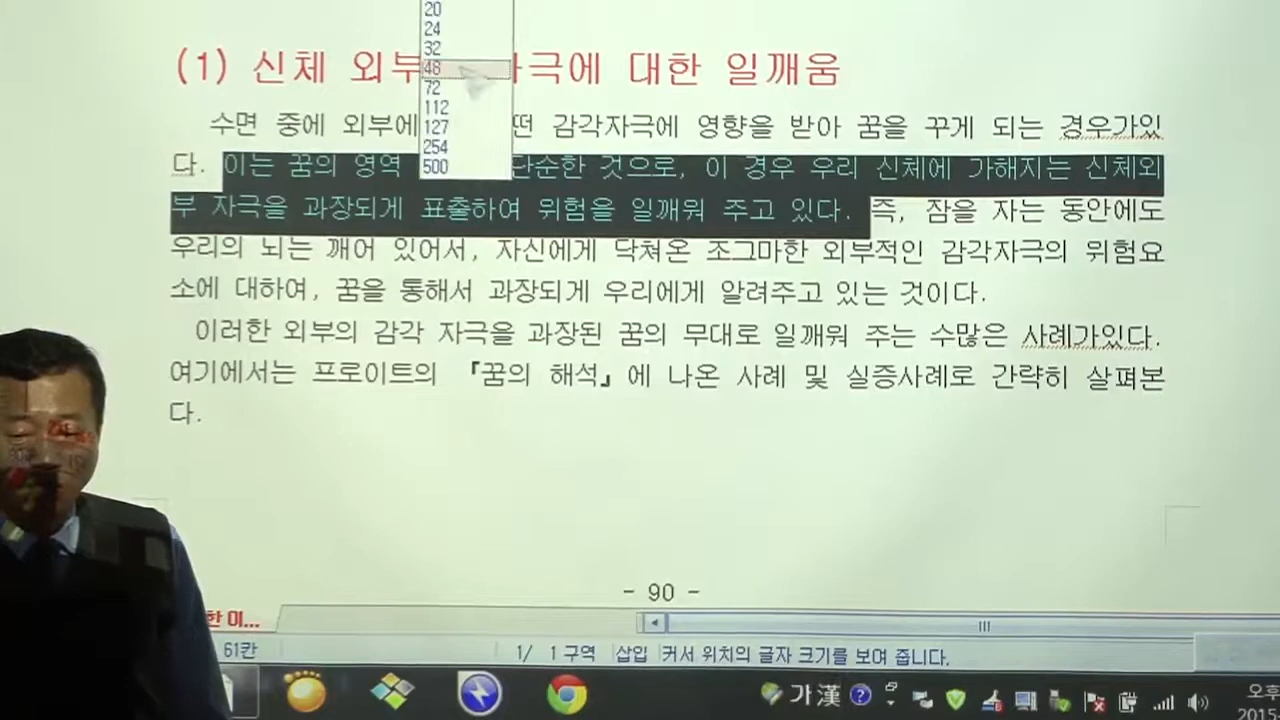 20
24
32
48
72
112
127
254
500
(1) 신체 외부 자극에 대한 일깨움
수면 중에 외부에 떤 감각자극에 영향을 받아 꿈을 꾸게 되는 경우가있
다. 이는 꿈의 영역 단순한 것으로, 이 경우 우리 신체에 가해지는 신체외
부 자극을 과장되게 표출하여 위험을 일깨워 주고 있다. 즉, 잠을 자는 동안에도
우리의 뇌는 깨어 있어서, 자신에게 닥쳐온 조그마한 외부적인 감각자극의 위험요
소에 대하여, 꿈을 통해서 과장되게 우리에게 알려주고 있는 것이다.
이러한 외부의 감각 자극을 과장된 꿈의 무대로 일깨워 주는 수많은 사례가있다.
여기에서는 프로이트의 『꿈의 해석』에 나온 사례 및 실증사례로 간략히 살펴본
다.
- 90 -
한 이...
61칸 1/ 1 구역 삽입 커서 위치의 글자 크기를 보여 줍니다.
가 漢 오후
2015